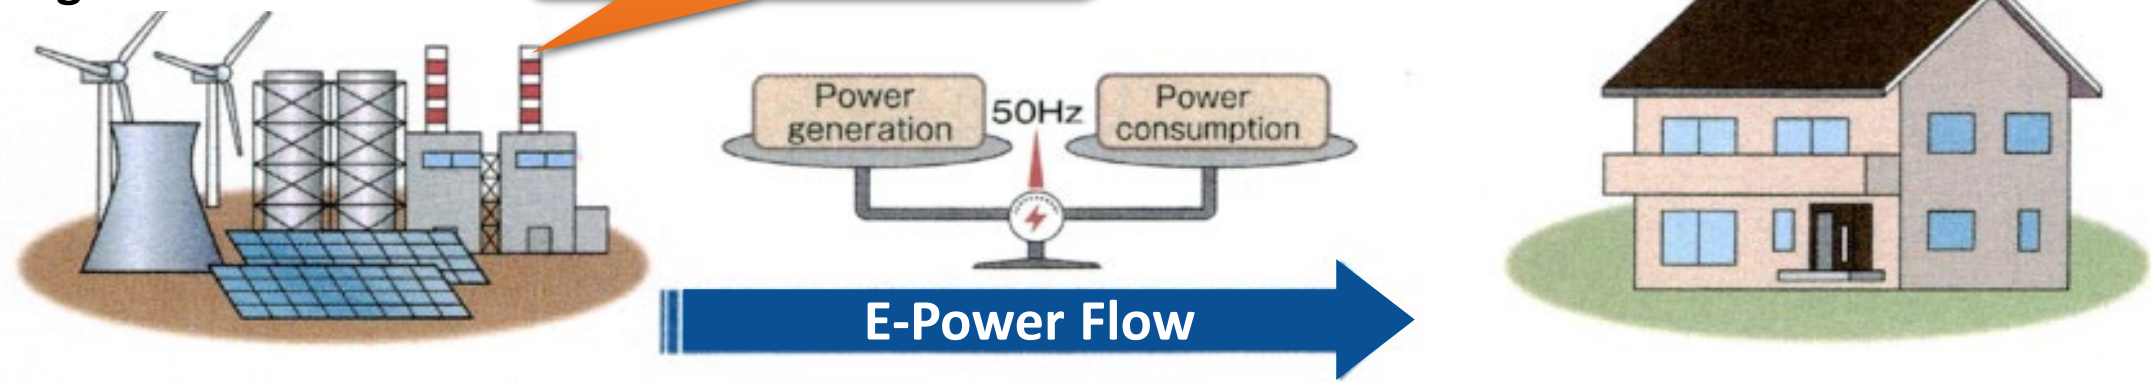 Power
generation
50Hz
Power
consumption
E-Power Flow